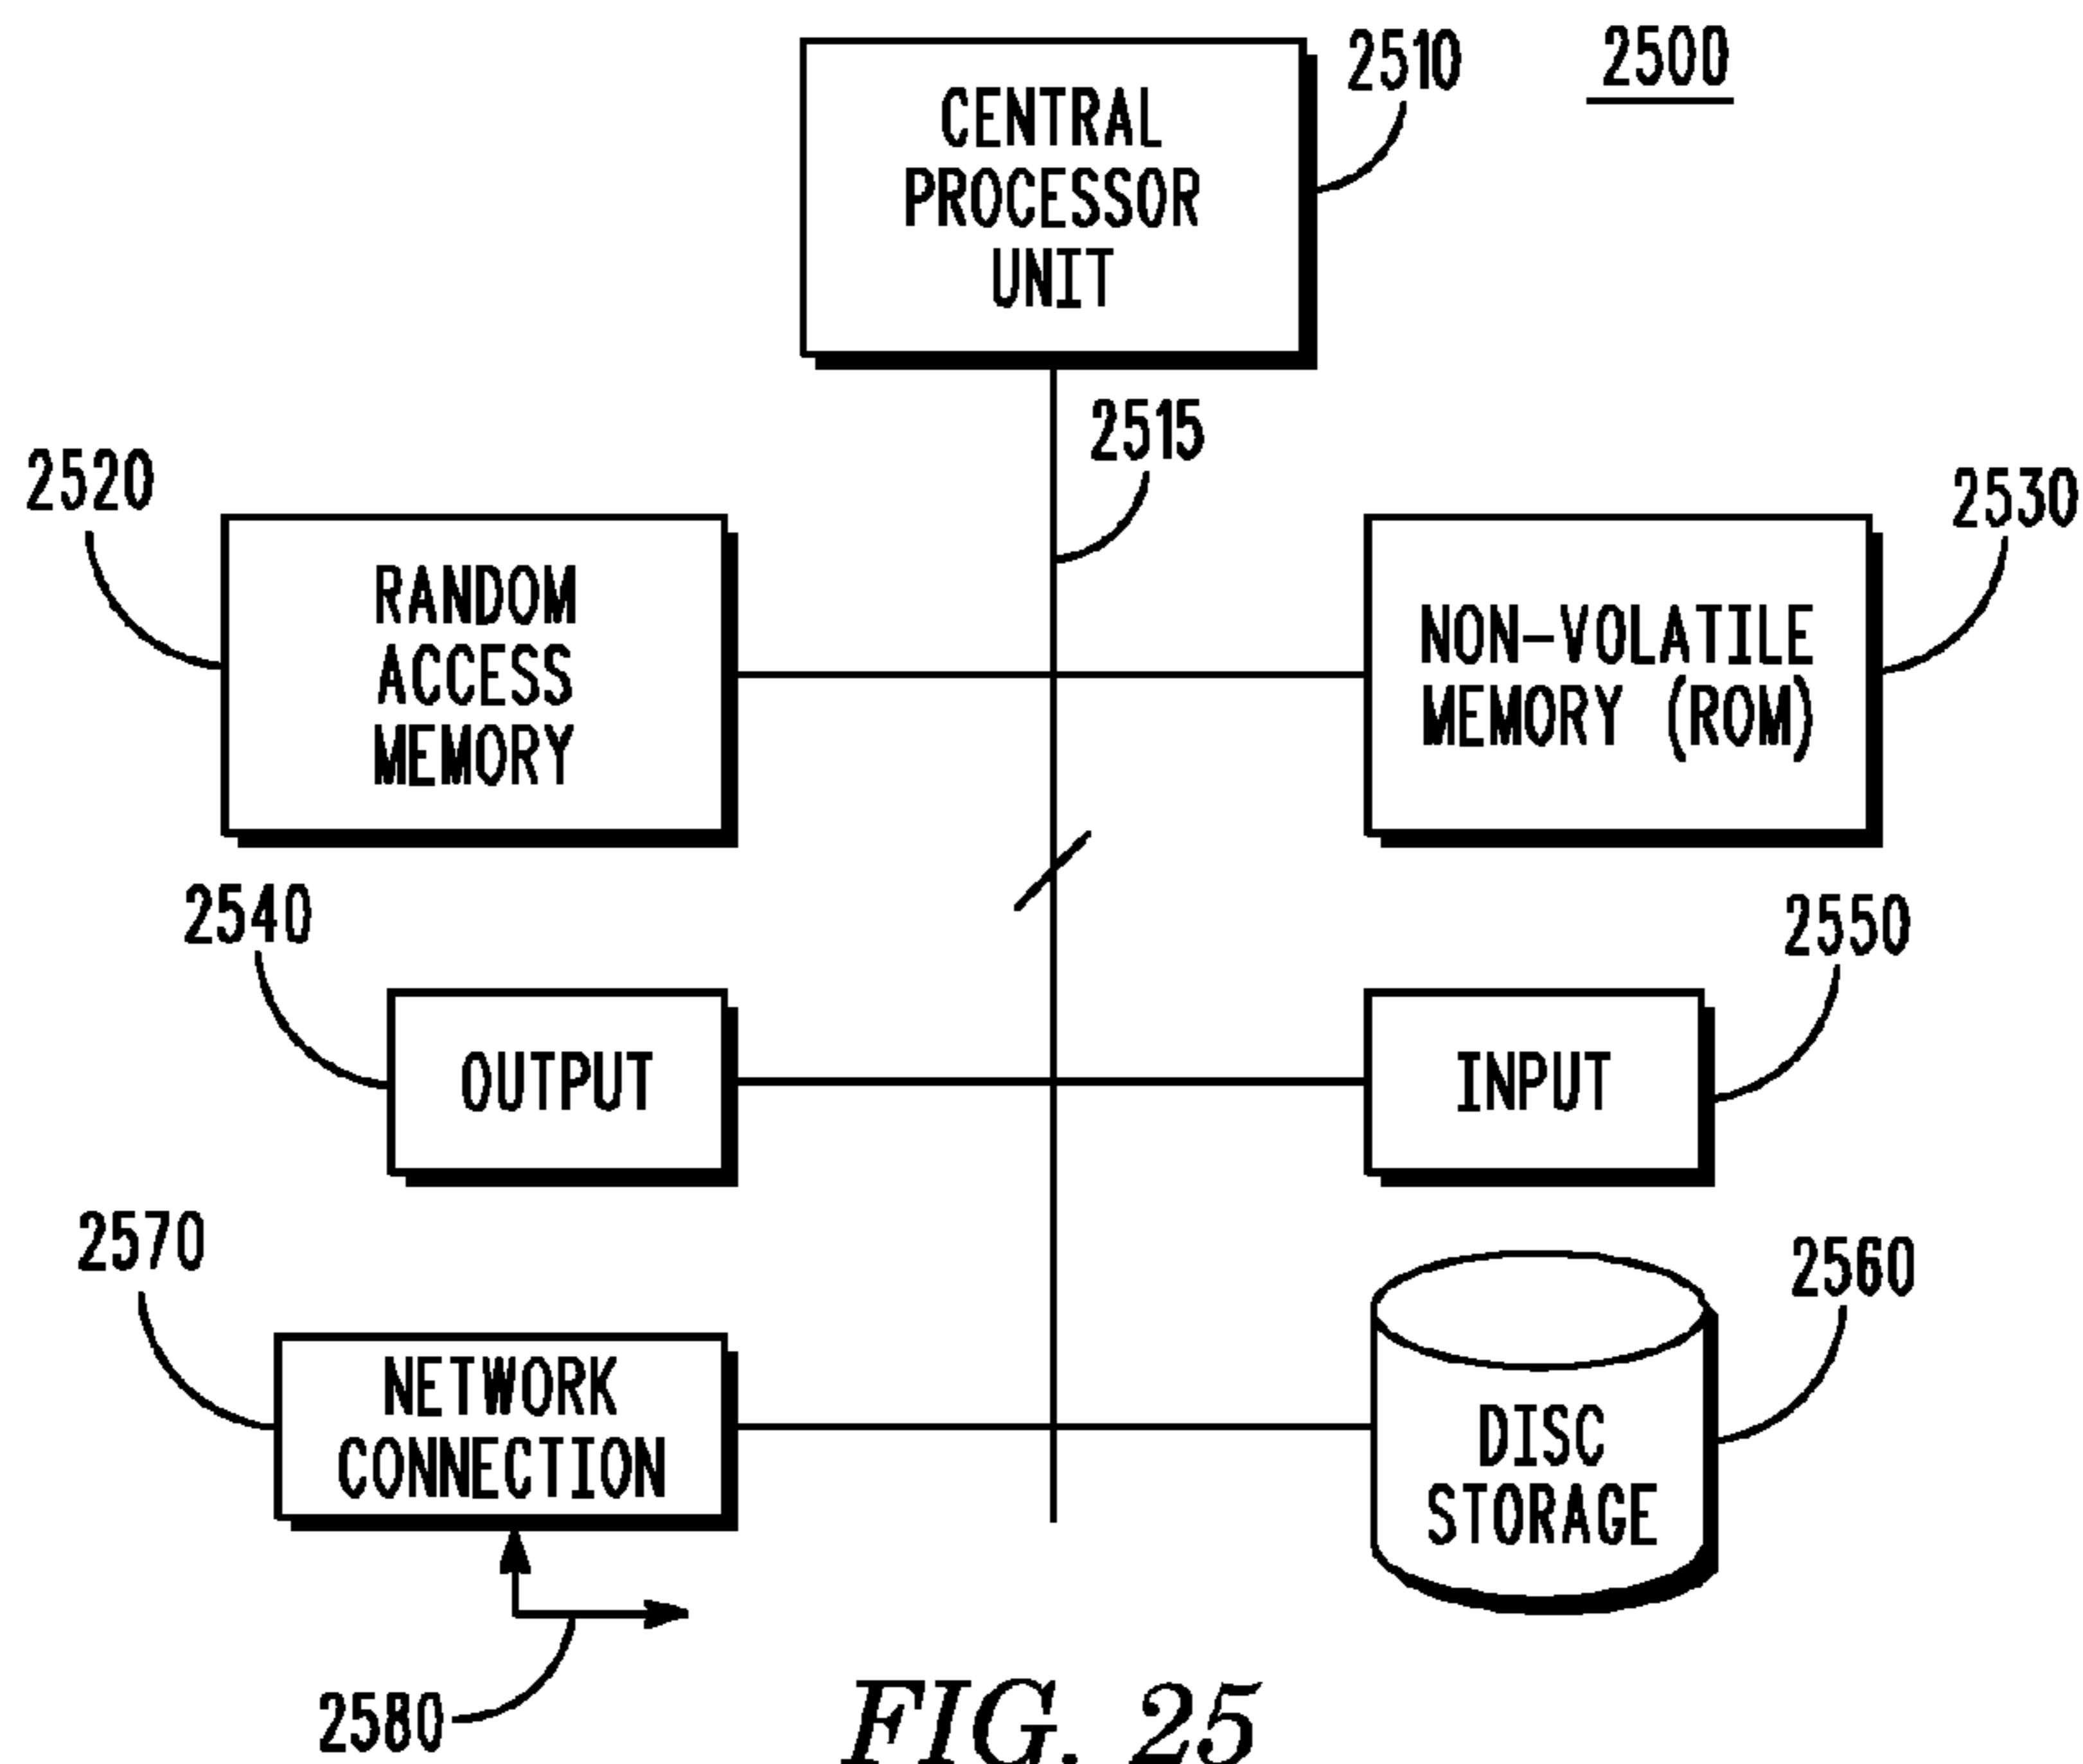 2500
2510
CENTRAL
PROCESSOR
UNIT
2515
2520
RANDOM
ACCESS
MEMORY
2530
NON-VOLATILE
MEMORY (ROM)
2540
OUTPUT
2550
INPUT
2570
NETWORK
CONNECTION
2560
DISC
STORAGE
2580
FIG. 25